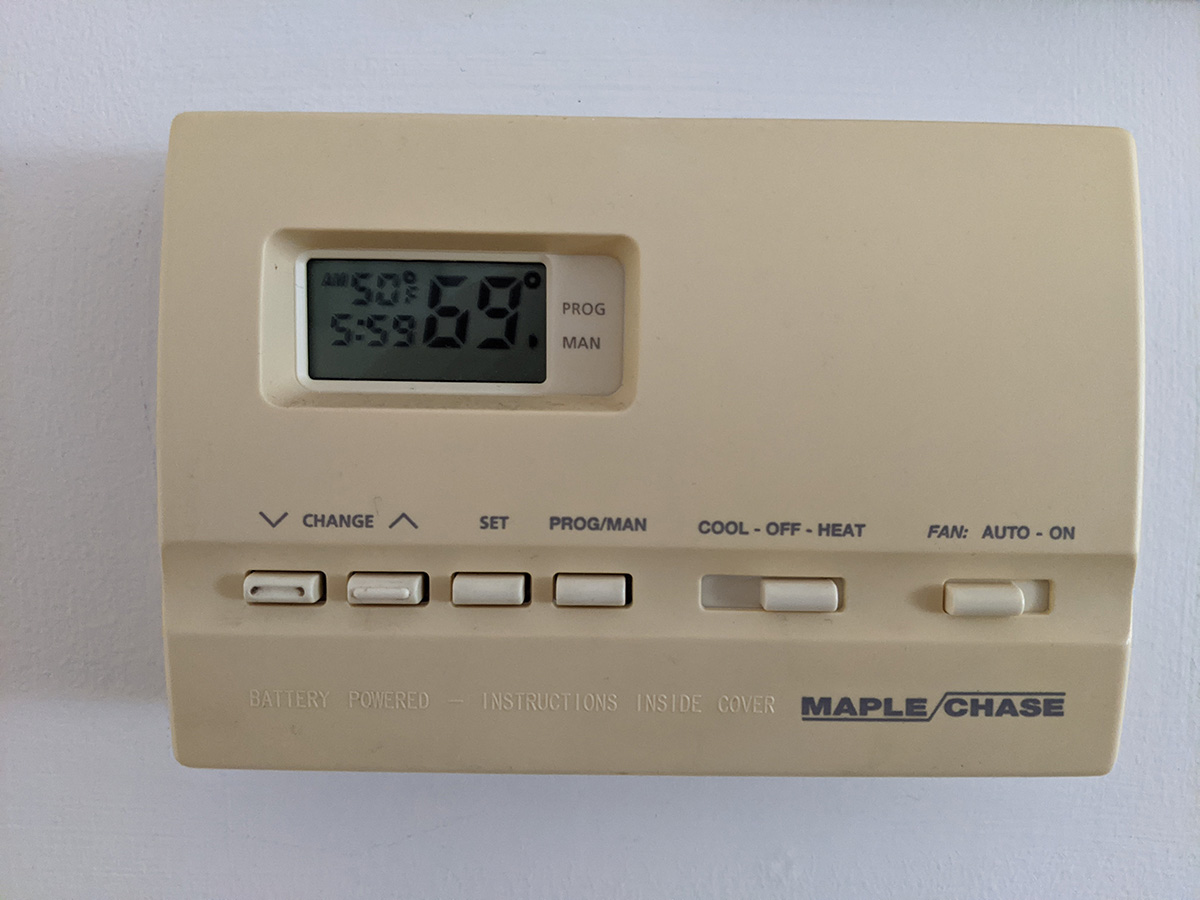 AM 50°F 69°
5:59
PROG
MAN
CHANGE SET PROG/MAN COOL - OFF - HEAT FAN: AUTO - ON
BATTERY POWERED — INSTRUCTIONS INSIDE COVER MAPLE/CHASE